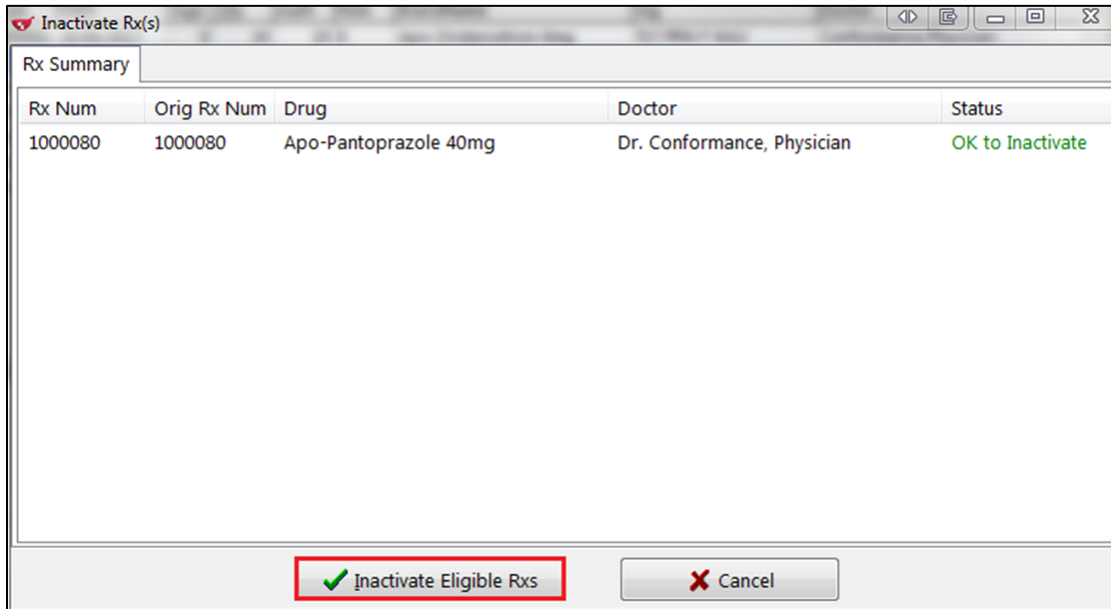 Inactivate Rx(s)
Rx Summary
Rx Num Orig Rx Num Drug Doctor Status
1000080 1000080 Apo-Pantoprazole 40mg Dr. Conformance, Physician OK to Inactivate
Inactivate Eligible Rxs Cancel